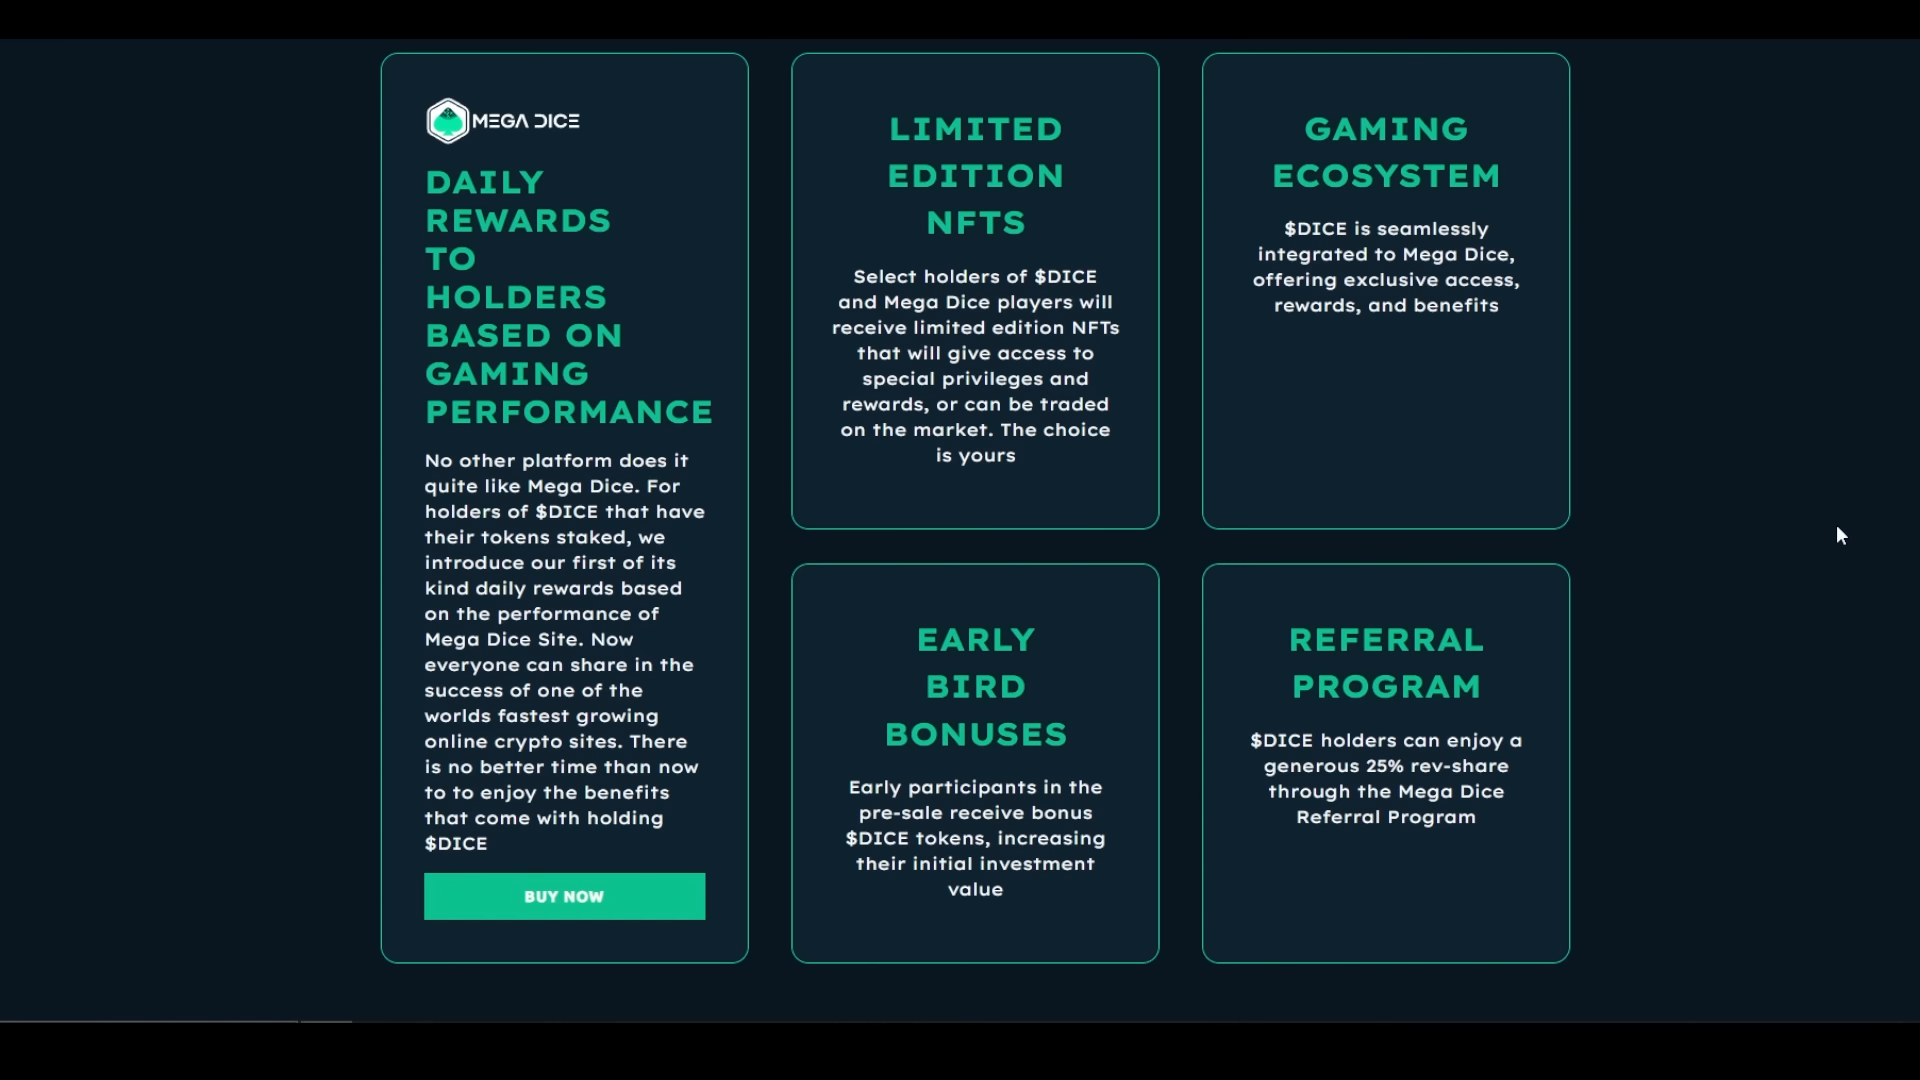 MEGA DICE
DAILY
REWARDS
TO
HOLDERS
BASED ON
GAMING
PERFORMANCE
No other platform does it
quite like Mega Dice. For
holders of $DICE that have
their tokens staked, we
introduce our first of its
kind daily rewards based
on the performance of
Mega Dice Site. Now
everyone can share in the
success of one of the
worlds fastest growing
online crypto sites. There
is no better time than now
to to enjoy the benefits
that come with holding
$DICE
BUY NOW
LIMITED
EDITION
NFTS
Select holders of $DICE
and Mega Dice players will
receive limited edition NFTs
that will give access to
special privileges and
rewards, or can be traded
on the market. The choice
is yours
GAMING
ECOSYSTEM
$DICE is seamlessly
integrated to Mega Dice,
offering exclusive access,
rewards, and benefits
EARLY
BIRD
BONUSES
Early participants in the
pre-sale receive bonus
$DICE tokens, increasing
their initial investment
value
REFERRAL
PROGRAM
$DICE holders can enjoy a
generous 25% rev-share
through the Mega Dice
Referral Program